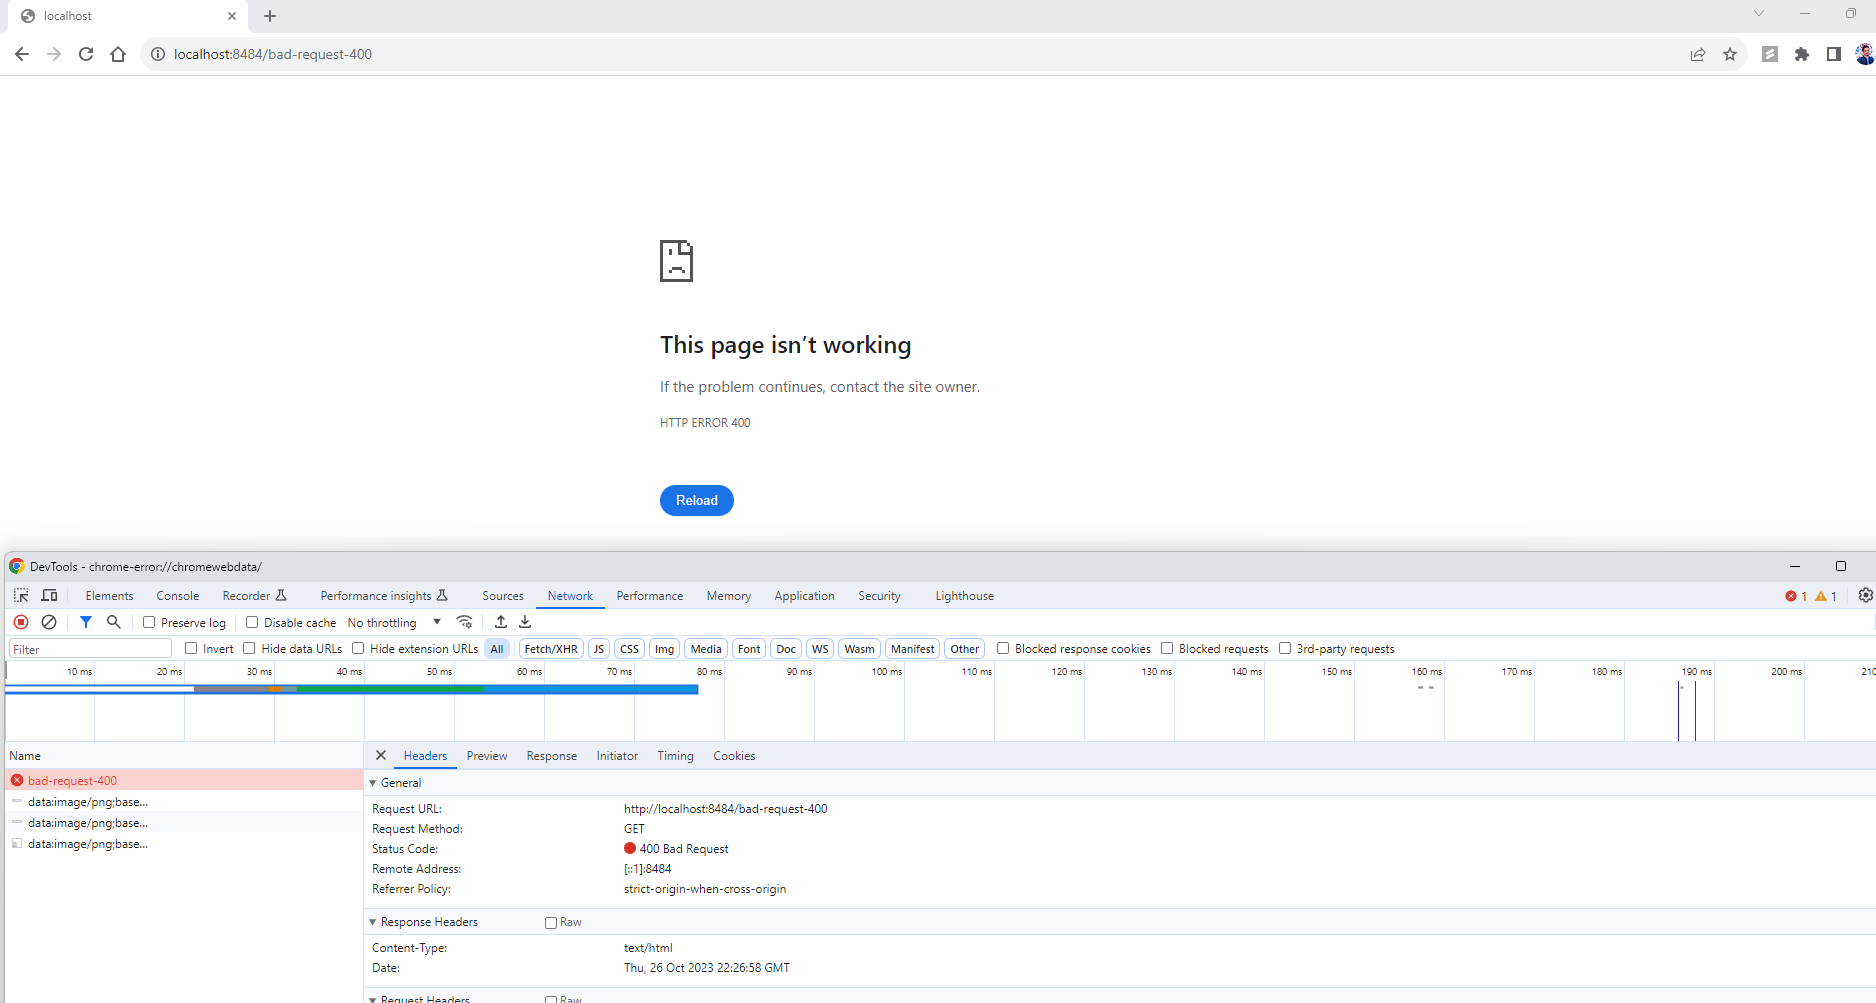 localhost
localhost:8484/bad-request-400
This page isn’t working
If the problem continues, contact the site owner.
HTTP ERROR 400
Reload
DevTools - chrome-error://chromewebdata/
Elements Console Recorder Performance insights Sources Network Performance Memory Application Security Lighthouse 1 1
Preserve log Disable cache No throttling
Filter Invert Hide data URLs Hide extension URLs All Fetch/XHR JS CSS Img Media Font Doc WS Wasm Manifest Other Blocked response cookies Blocked requests 3rd-party requests
10 ms 20 ms 30 ms 40 ms 50 ms 60 ms 70 ms 80 ms 90 ms 100 ms 110 ms 120 ms 130 ms 140 ms 150 ms 160 ms 170 ms 180 ms 190 ms 200 ms 210
Name
bad-request-400
data:image/png;base...
data:image/png;base...
data:image/png;base...
Headers Preview Response Initiator Timing Cookies
General
Request URL: http://localhost:8484/bad-request-400
Request Method: GET
Status Code: 400 Bad Request
Remote Address: [::1]:8484
Referrer Policy: strict-origin-when-cross-origin
Response Headers Raw
Content-Type: text/html
Date: Thu, 26 Oct 2023 22:26:58 GMT
Request Headers Raw